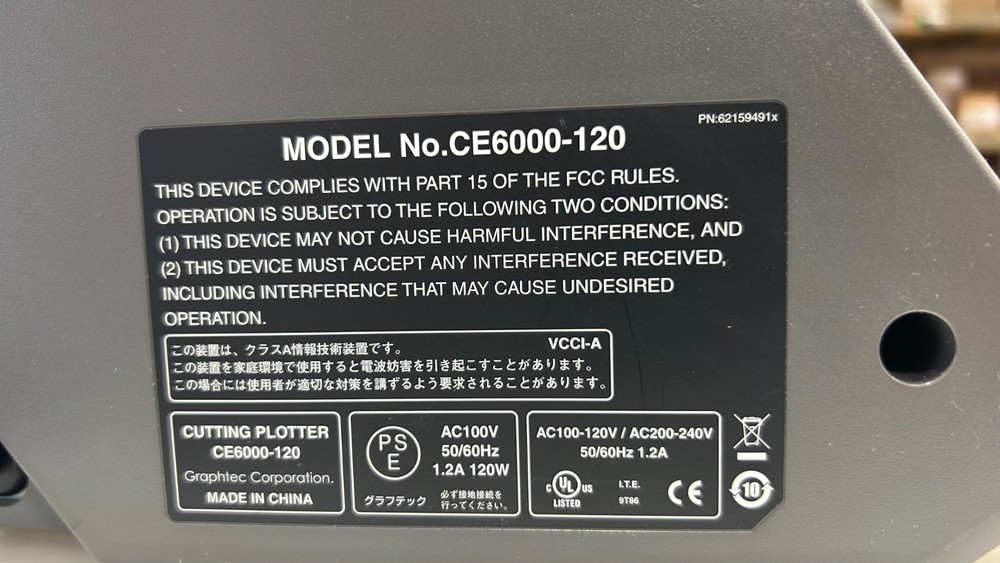 PN:62159491x
MODEL No.CE6000-120
THIS DEVICE COMPLIES WITH PART 15 OF THE FCC RULES.
OPERATION IS SUBJECT TO THE FOLLOWING TWO CONDITIONS:
(1) THIS DEVICE MAY NOT CAUSE HARMFUL INTERFERENCE, AND
(2) THIS DEVICE MUST ACCEPT ANY INTERFERENCE RECEIVED,
INCLUDING INTERFERENCE THAT MAY CAUSE UNDESIRED
OPERATION.
この装置は、クラスA情報技術装置です。 VCCI-A
この装置を家庭環境で使用すると電波妨害を引き起こすことがあります。
この場合には使用者が適切な対策を講ずるよう要求されることがあります。
CUTTING PLOTTER
CE6000-120
Graphtec Corporation.
MADE IN CHINA
PS
E
AC100V
50/60Hz
1.2A 120W
グラフテック
必ず接地接続を
行ってください。
AC100-120V / AC200-240V
50/60Hz 1.2A
c UL us
LISTED
I.T.E.
9T86
CE
10